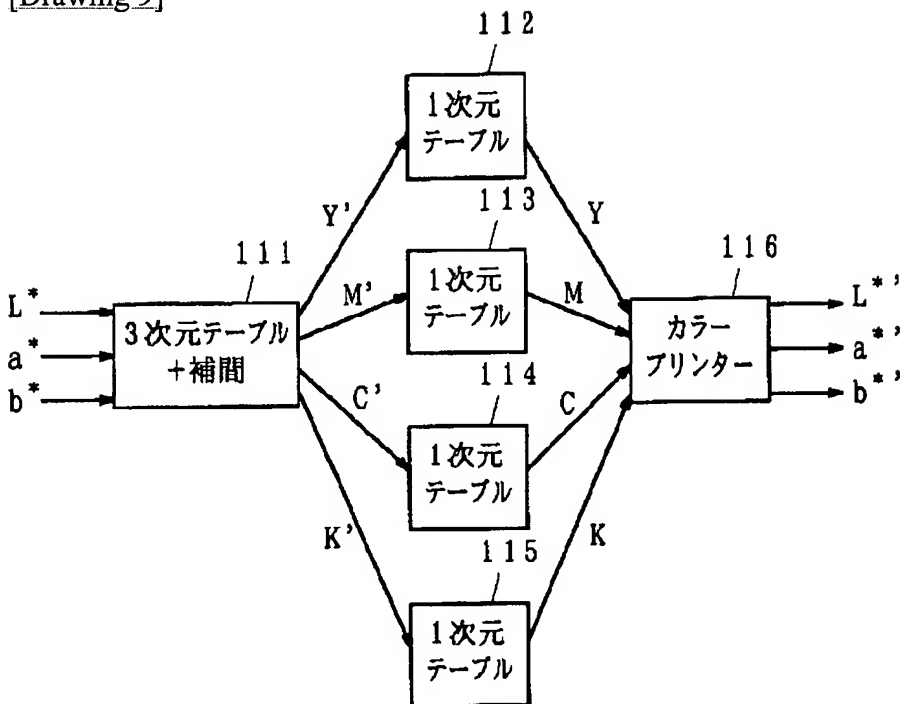 [Drawing 9]
112
1次元
テーブル
Y'
Y
113
1次元
テーブル
M'
M
111
3次元テーブル
+補間
L*
a*
b*
116
カラー
プリンター
L*'
a*'
b*'
114
1次元
テーブル
C'
C
115
1次元
テーブル
K'
K